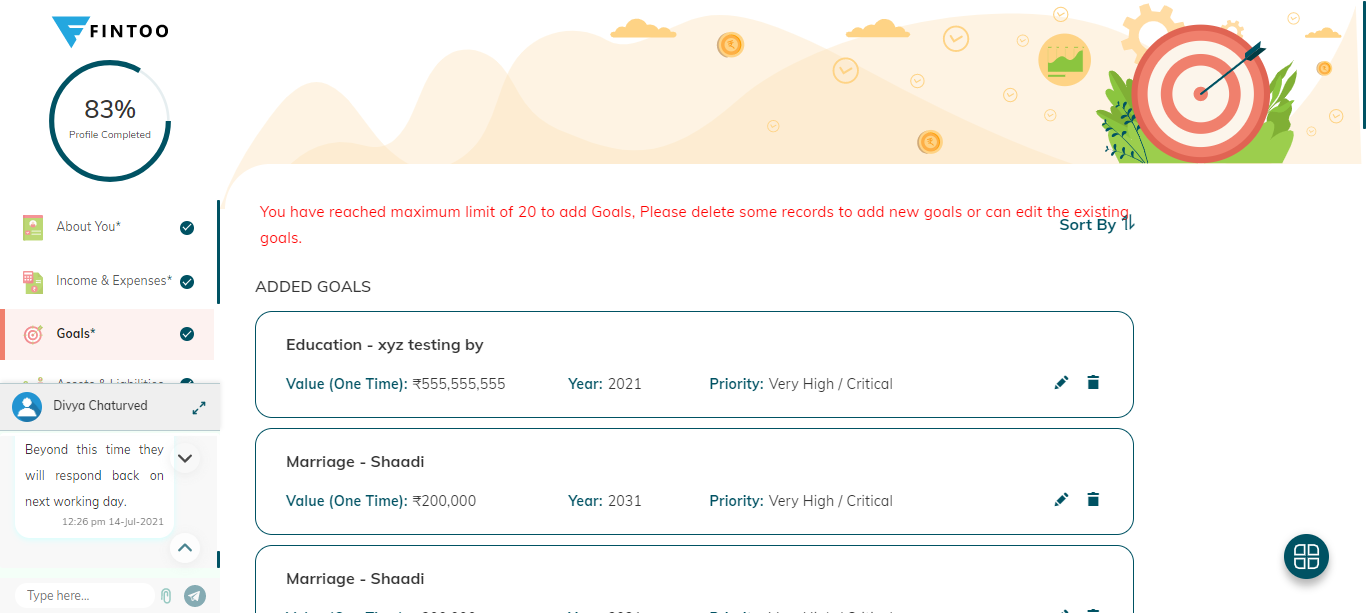 FINTOO
83%
Profile Completed
About You*
Income & Expenses*
Goals*
Assets & Liabilities
Divya Chaturved
Beyond this time they
will respond back on
next working day.
12:26 pm 14-Jul-2021
Type here...
You have reached maximum limit of 20 to add Goals, Please delete some records to add new goals or can edit the existing
goals.
Sort By
ADDED GOALS
Education - xyz testing by
Value (One Time): ₹555,555,555 Year: 2021 Priority: Very High / Critical
Marriage - Shaadi
Value (One Time): ₹200,000 Year: 2031 Priority: Very High / Critical
Marriage - Shaadi